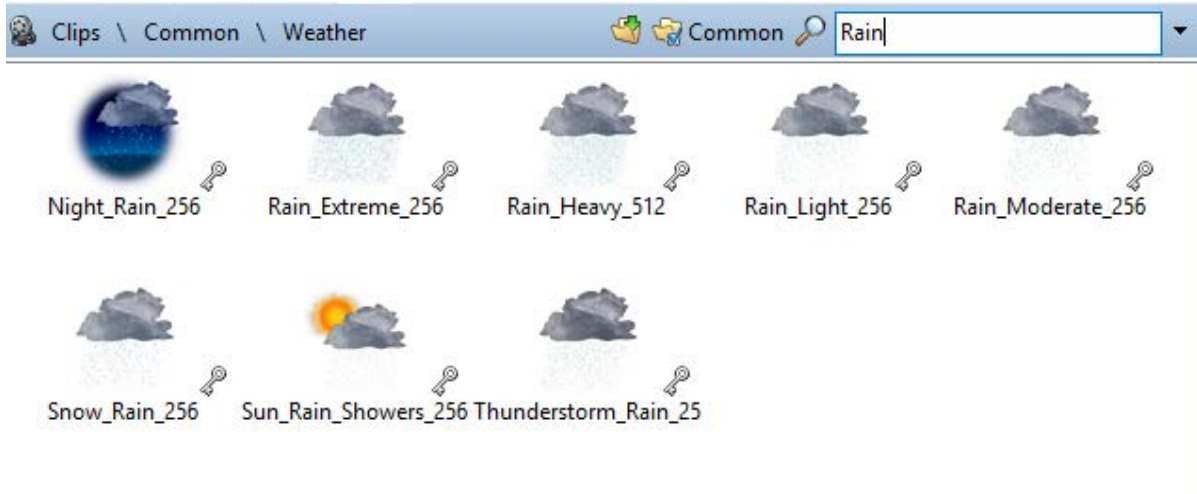 Clips \ Common \ Weather Common Rain
Night_Rain_256 Rain_Extreme_256 Rain_Heavy_512 Rain_Light_256 Rain_Moderate_256
Snow_Rain_256 Sun_Rain_Showers_256 Thunderstorm_Rain_25